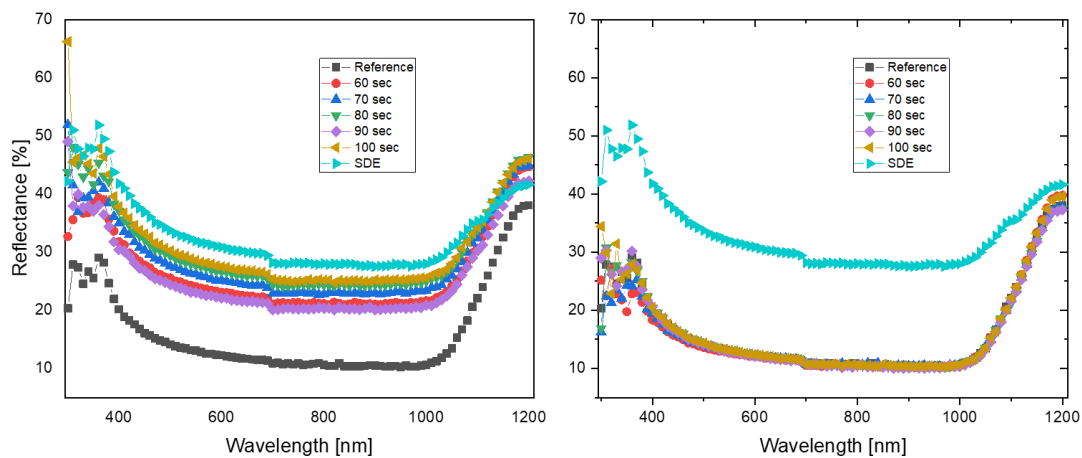 70
60
50
40
30
20
10
Reflectance [%]
Reference
60 sec
70 sec
80 sec
90 sec
100 sec
SDE
400
600
800
1000
1200
Wavelength [nm]
70
60
50
40
30
20
10
Reference
60 sec
70 sec
80 sec
90 sec
100 sec
SDE
400
600
800
1000
1200
Wavelength [nm]